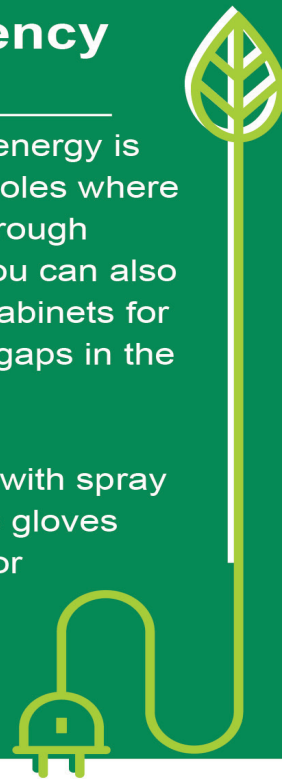 ency
energy is
oles where
rough
ou can also
abinets for
gaps in the
with spray
gloves
or